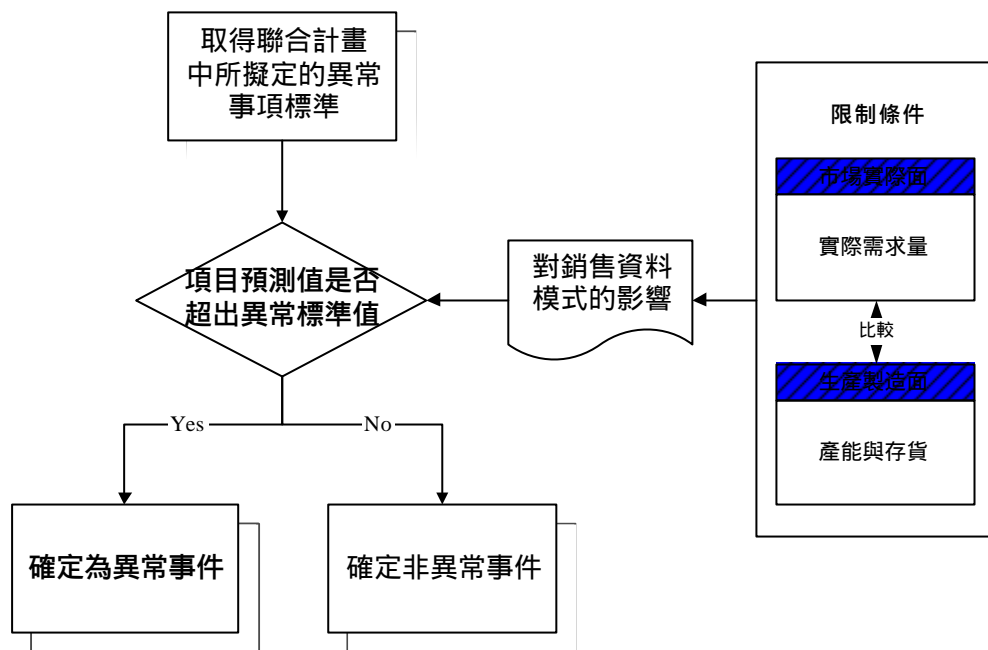 取得聯合計畫
中所擬定的異常
事項標準
限制條件
市場實際面
實際需求量
對銷售資料
模式的影響
項目預測值是否
超出異常標準值
比較
生產製造面
產能與存貨
Yes
No
確定為異常事件
確定非異常事件